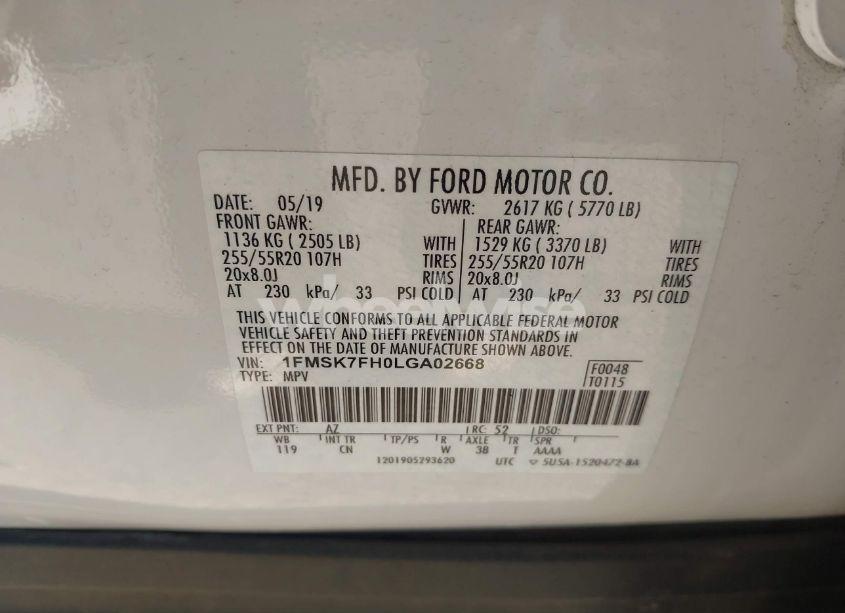 MFD. BY FORD MOTOR CO.
DATE: 05/19 GVWR: 2617 KG ( 5770 LB)
FRONT GAWR: REAR GAWR:
1136 KG ( 2505 LB) WITH 1529 KG ( 3370 LB) WITH
255/55R20 107H TIRES 255/55R20 107H TIRES
20x8.0J RIMS 20x8.0J RIMS
AT 230 kPa/ 33 PSI COLD AT 230 kPa/ 33 PSI COLD
THIS VEHICLE CONFORMS TO ALL APPLICABLE FEDERAL MOTOR
VEHICLE SAFETY AND THEFT PREVENTION STANDARDS IN
EFFECT ON THE DATE OF MANUFACTURE SHOWN ABOVE.
VIN: 1FMSK7FH0LGA02668 F0048
TYPE: MPV T0115
EXT PNT: AZ RC: 52 DSO:
WB INT TR TP/PS R AXLE TR SPR
119 CN W 38 T AAAA
1201905293620 UTC 5USA-1520472-BA